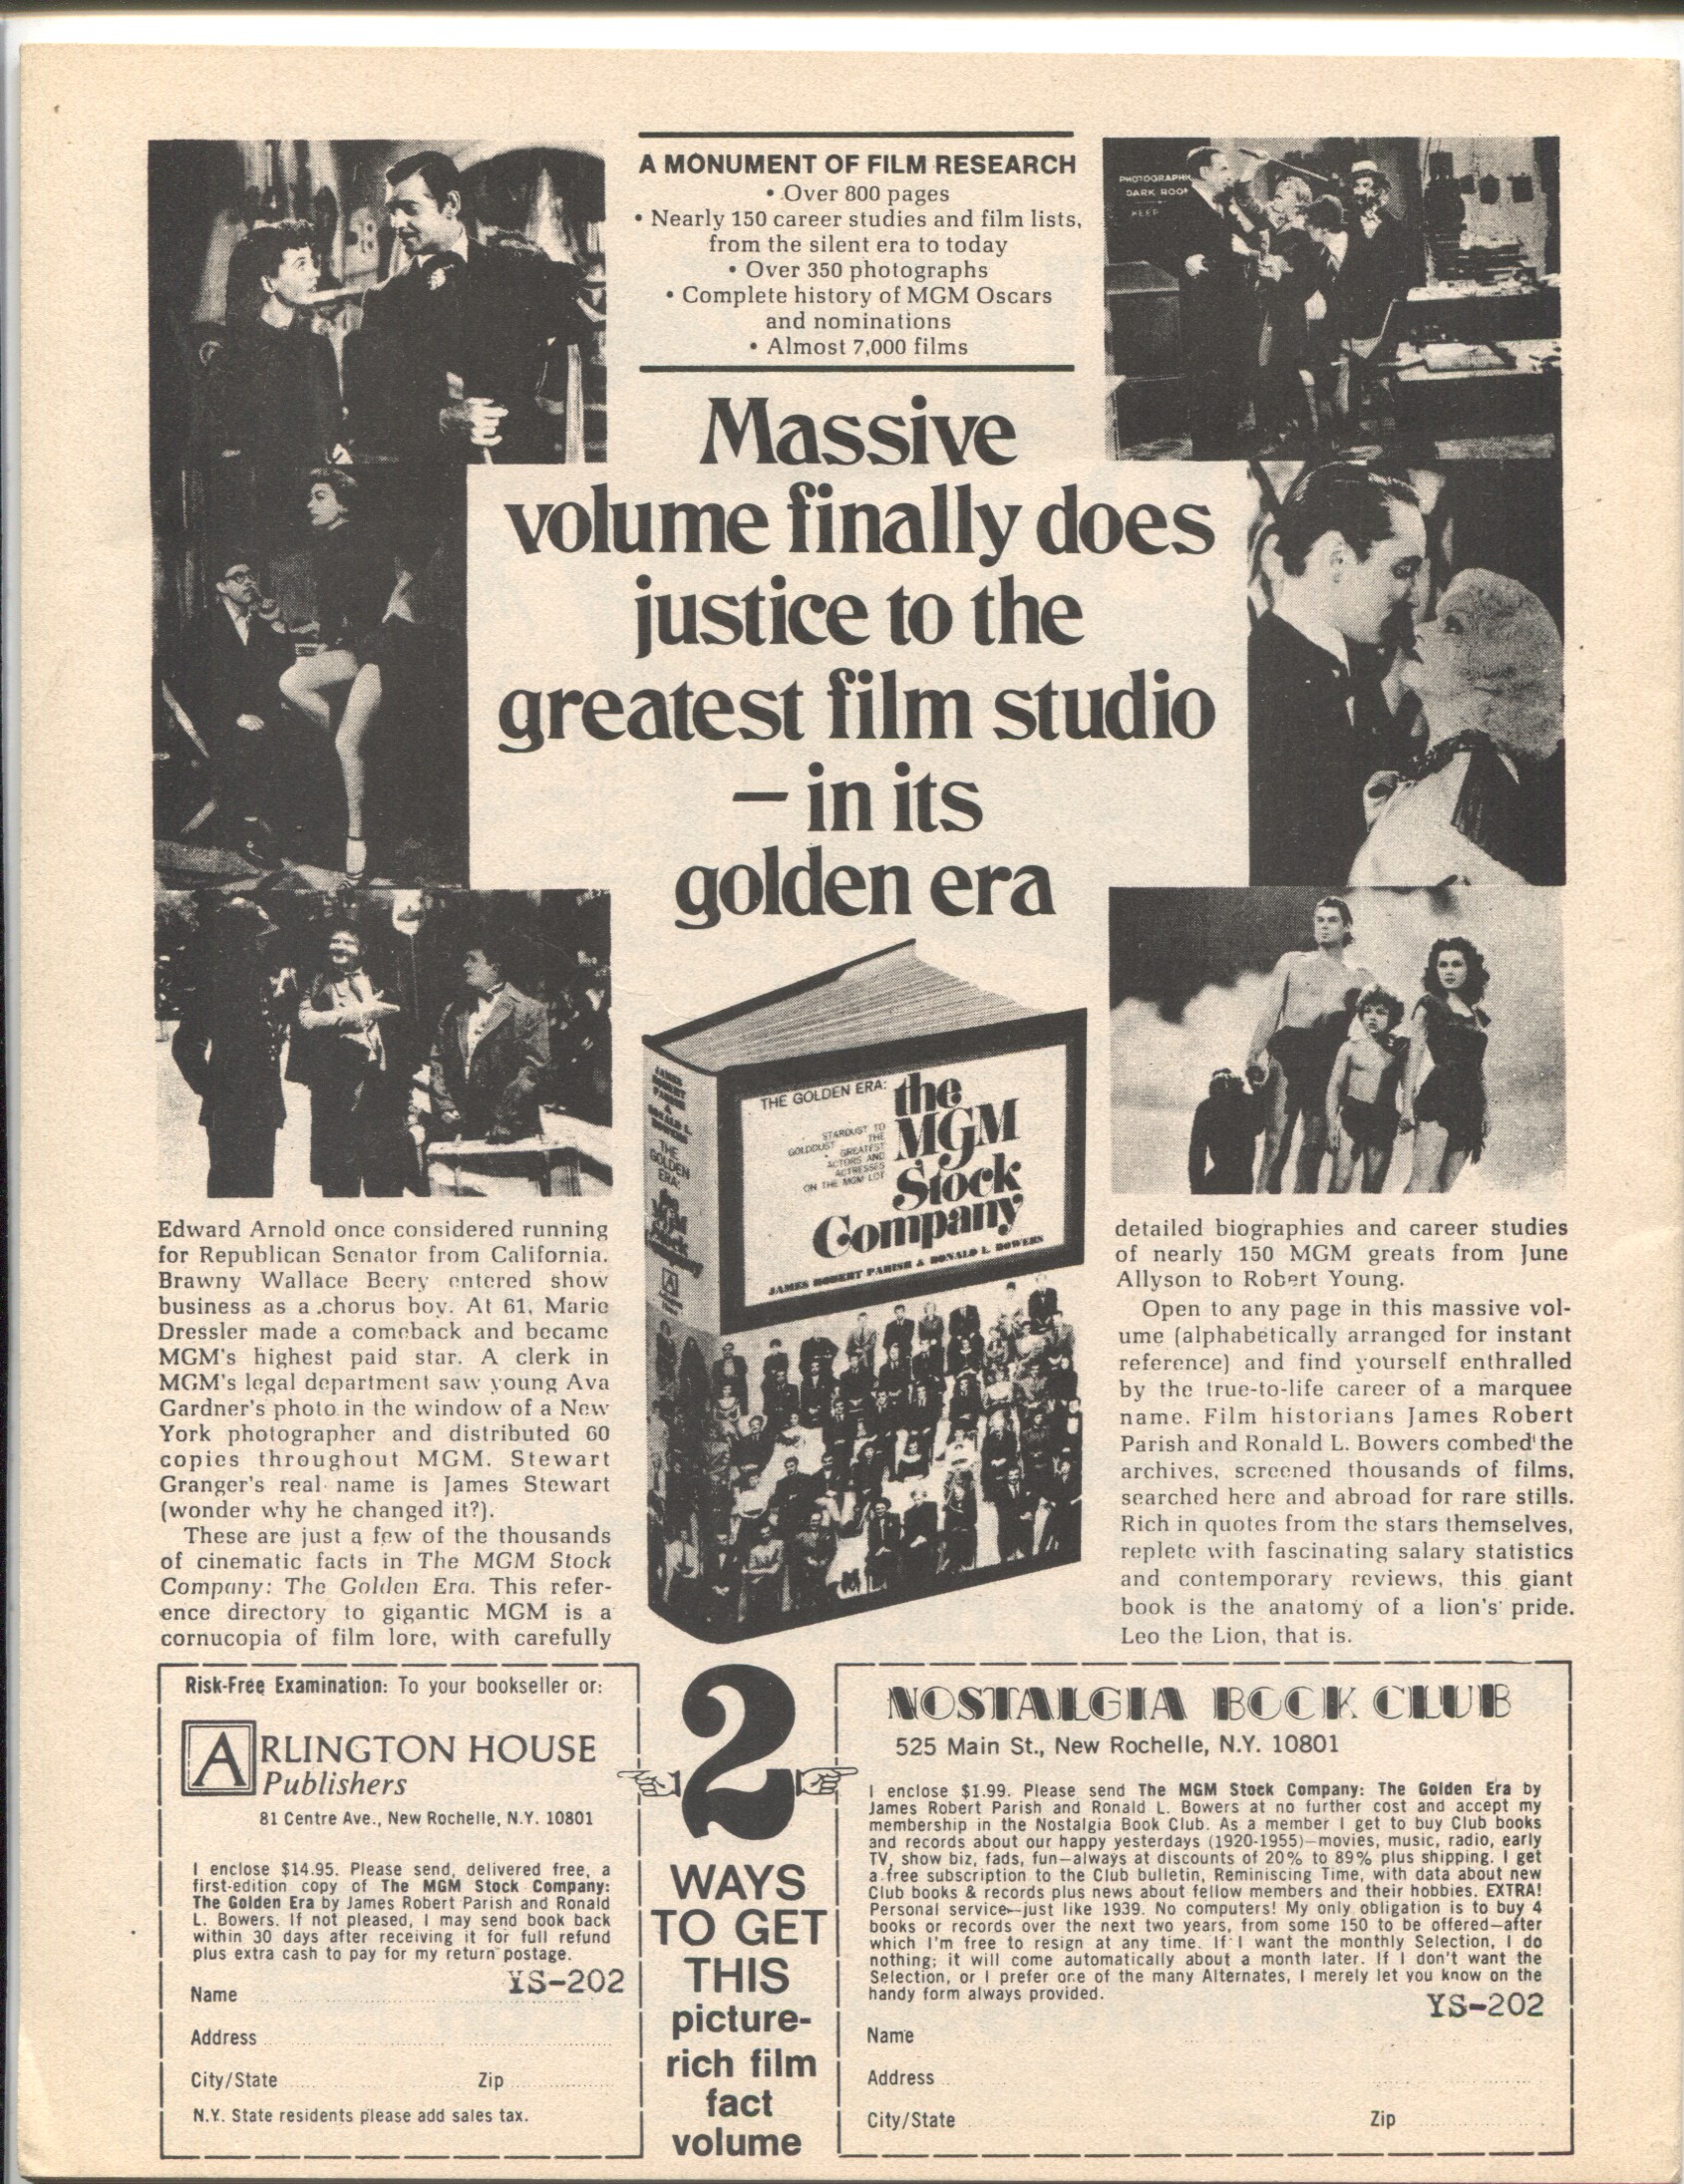 PHOTOGRAPHY
DARK ROOM
KEEP
A MONUMENT OF FILM RESEARCH
• Over 800 pages
• Nearly 150 career studies and film lists,
from the silent era to today
• Over 350 photographs
• Complete history of MGM Oscars
and nominations
• Almost 7,000 films
Massive
volume finally does
justice to the
greatest film studio
— in its
golden era
JAMES
ROBERT
PARISH
&
RONALD L.
BOWERS
THE
GOLDEN
ERA:
the
MGM
Stock
Company
A
THE GOLDEN ERA:
the
MGM
Stock
Company
STARDUST TO
GOLDDUST • THE
GREATEST
ACTORS AND
ACTRESSES
ON THE MGM LOT
JAMES ROBERT PARISH & RONALD L. BOWERS
Edward Arnold once considered running
for Republican Senator from California.
Brawny Wallace Beery entered show
business as a chorus boy. At 61, Marie
Dressler made a comeback and became
MGM's highest paid star. A clerk in
MGM's legal department saw young Ava
Gardner's photo in the window of a New
York photographer and distributed 60
copies throughout MGM. Stewart
Granger's real name is James Stewart
(wonder why he changed it?).
These are just a few of the thousands
of cinematic facts in The MGM Stock
Company: The Golden Era. This refer-
ence directory to gigantic MGM is a
cornucopia of film lore, with carefully
detailed biographies and career studies
of nearly 150 MGM greats from June
Allyson to Robert Young.
Open to any page in this massive vol-
ume (alphabetically arranged for instant
reference) and find yourself enthralled
by the true-to-life career of a marquee
name. Film historians James Robert
Parish and Ronald L. Bowers combed the
archives, screened thousands of films,
searched here and abroad for rare stills.
Rich in quotes from the stars themselves,
replete with fascinating salary statistics
and contemporary reviews, this giant
book is the anatomy of a lion's pride.
Leo the Lion, that is.
Risk-Free Examination: To your bookseller or:
ARLINGTON HOUSE
Publishers
81 Centre Ave., New Rochelle, N.Y. 10801
I enclose $14.95. Please send, delivered free, a
first-edition copy of The MGM Stock Company:
The Golden Era by James Robert Parish and Ronald
L. Bowers. If not pleased, I may send book back
within 30 days after receiving it for full refund
plus extra cash to pay for my return postage.
YS-202
Name
Address
City/State Zip
N.Y. State residents please add sales tax.
2
WAYS
TO GET
THIS
picture-
rich film
fact
volume
NOSTALGIA BOOK CLUB
525 Main St., New Rochelle, N.Y. 10801
I enclose $1.99. Please send The MGM Stock Company: The Golden Era by
James Robert Parish and Ronald L. Bowers at no further cost and accept my
membership in the Nostalgia Book Club. As a member I get to buy Club books
and records about our happy yesterdays (1920-1955)—movies, music, radio, early
TV, show biz, fads, fun—always at discounts of 20% to 89% plus shipping. I get
a free subscription to the Club bulletin, Reminiscing Time, with data about new
Club books & records plus news about fellow members and their hobbies. EXTRA!
Personal service—just like 1939. No computers! My only obligation is to buy 4
books or records over the next two years, from some 150 to be offered—after
which I'm free to resign at any time. If I want the monthly Selection, I do
nothing; it will come automatically about a month later. If I don't want the
Selection, or I prefer one of the many Alternates, I merely let you know on the
handy form always provided.
YS-202
Name
Address
City/State Zip